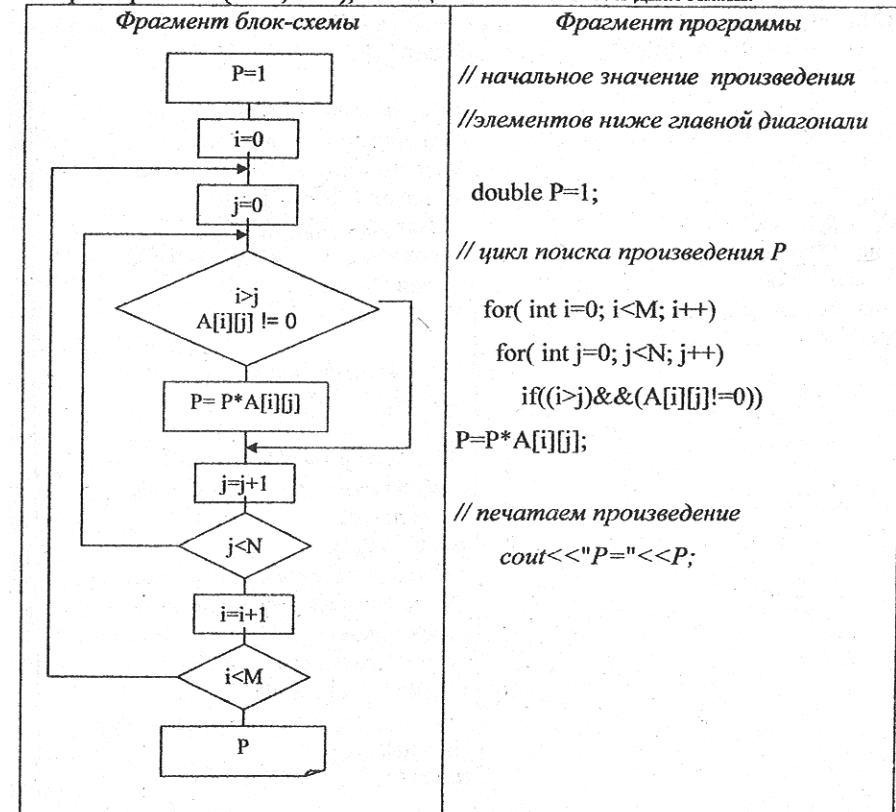 Фрагмент блок-схемы
P=1
i=0
j=0
i>j
A[i][j] != 0
P= P*A[i][j]
j=j+1
j<N
i=i+1
i<M
P
Фрагмент программы
// начальное значение произведения
//элементов ниже главной диагонали
double P=1;
// цикл поиска произведения P
for( int i=0; i<M; i++)
for( int j=0; j<N; j++)
if((i>j)&&(A[i][j]!=0))
P=P*A[i][j];
// печатаем произведение
cout<<"P="<<P;